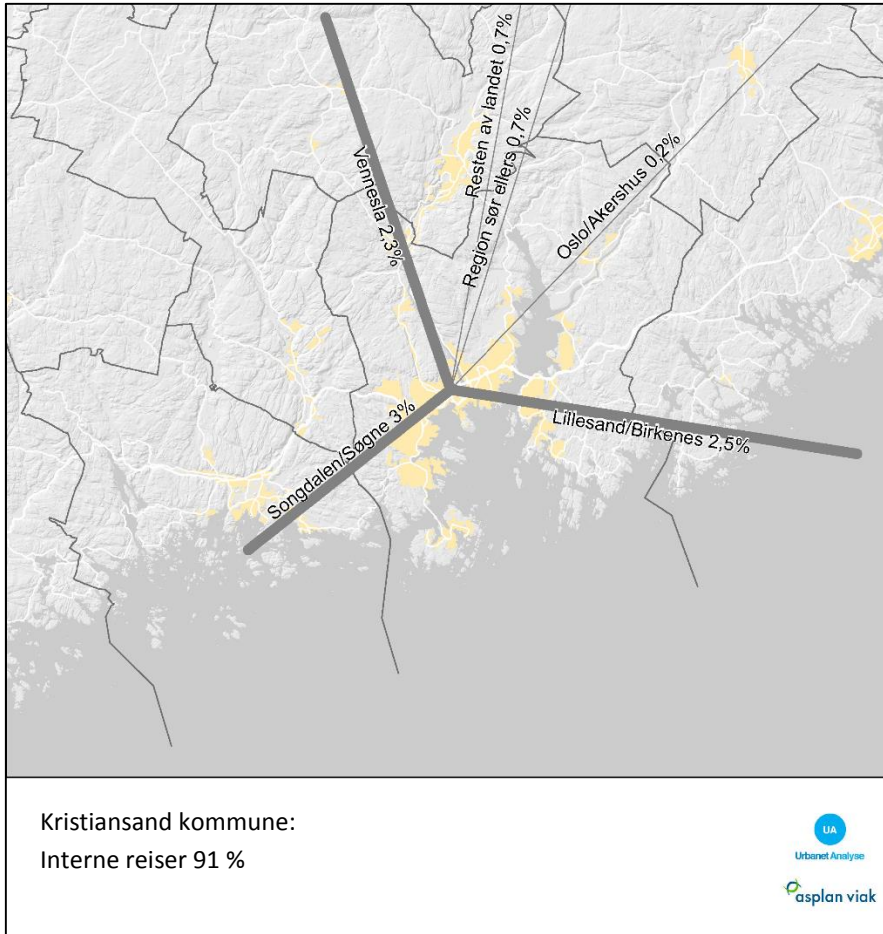 Resten av landet 0,7%
Region sør ellers 0,7%
Oslo/Akershus 0,2%
Vennesla 2,3%
Songdalen/Søgne 3%
Lillesand/Birkenes 2,5%
Kristiansand kommune:
Interne reiser 91 %
UA
Urbanet Analyse
asplan viak